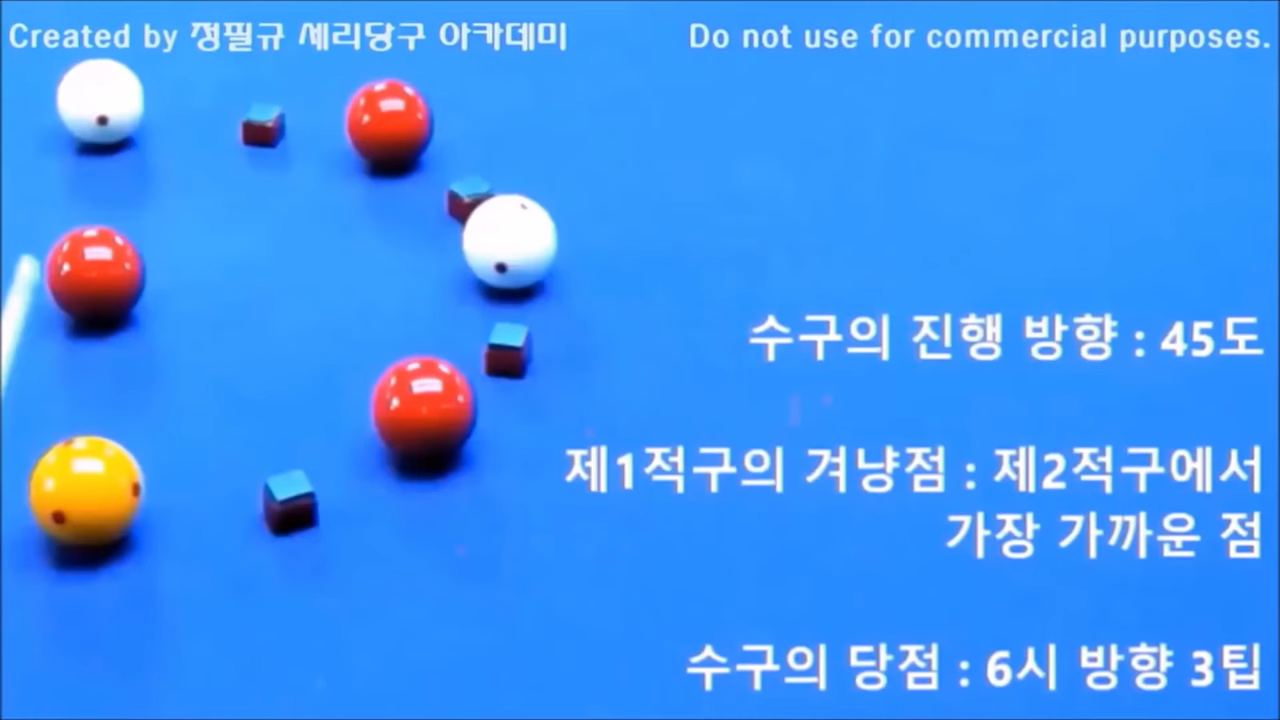 Created by 정필규 세리당구 아카데미
Do not use for commercial purposes.
수구의 진행 방향 : 45도
제1적구의 겨냥점 : 제2적구에서
가장 가까운 점
수구의 당점 : 6시 방향 3팁